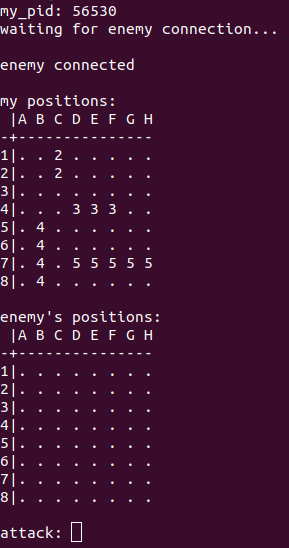 my_pid: 56530
waiting for enemy connection...
enemy connected
my positions:
 |A B C D E F G H
-+---------------
1|. . 2 . . . . .
2|. . 2 . . . . .
3|. . . . . . . .
4|. . . 3 3 3 . .
5|. 4 . . . . . .
6|. 4 . . . . . .
7|. 4 . 5 5 5 5 5
8|. 4 . . . . . .
enemy's positions:
 |A B C D E F G H
-+---------------
1|. . . . . . . .
2|. . . . . . . .
3|. . . . . . . .
4|. . . . . . . .
5|. . . . . . . .
6|. . . . . . . .
7|. . . . . . . .
8|. . . . . . . .
attack: